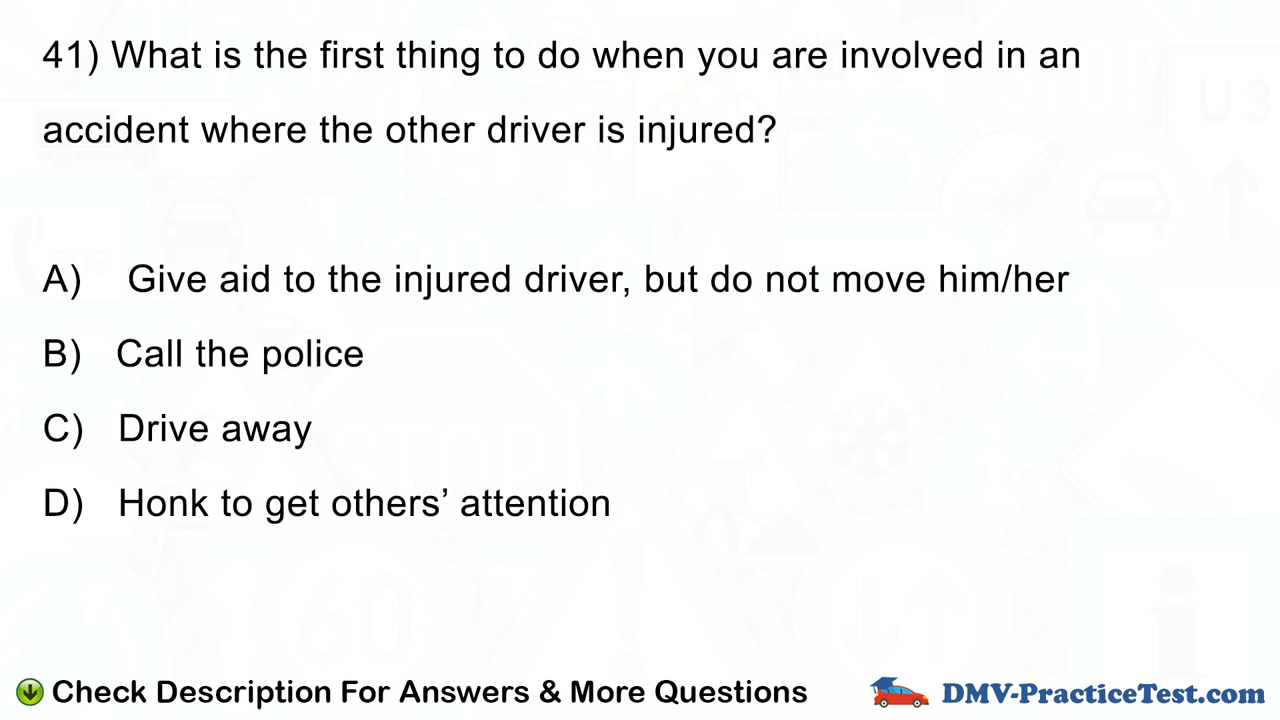 41) What is the first thing to do when you are involved in an
accident where the other driver is injured?
A) Give aid to the injured driver, but do not move him/her
B) Call the police
C) Drive away
D) Honk to get others’ attention
Check Description For Answers & More Questions
DMV-PracticeTest.com